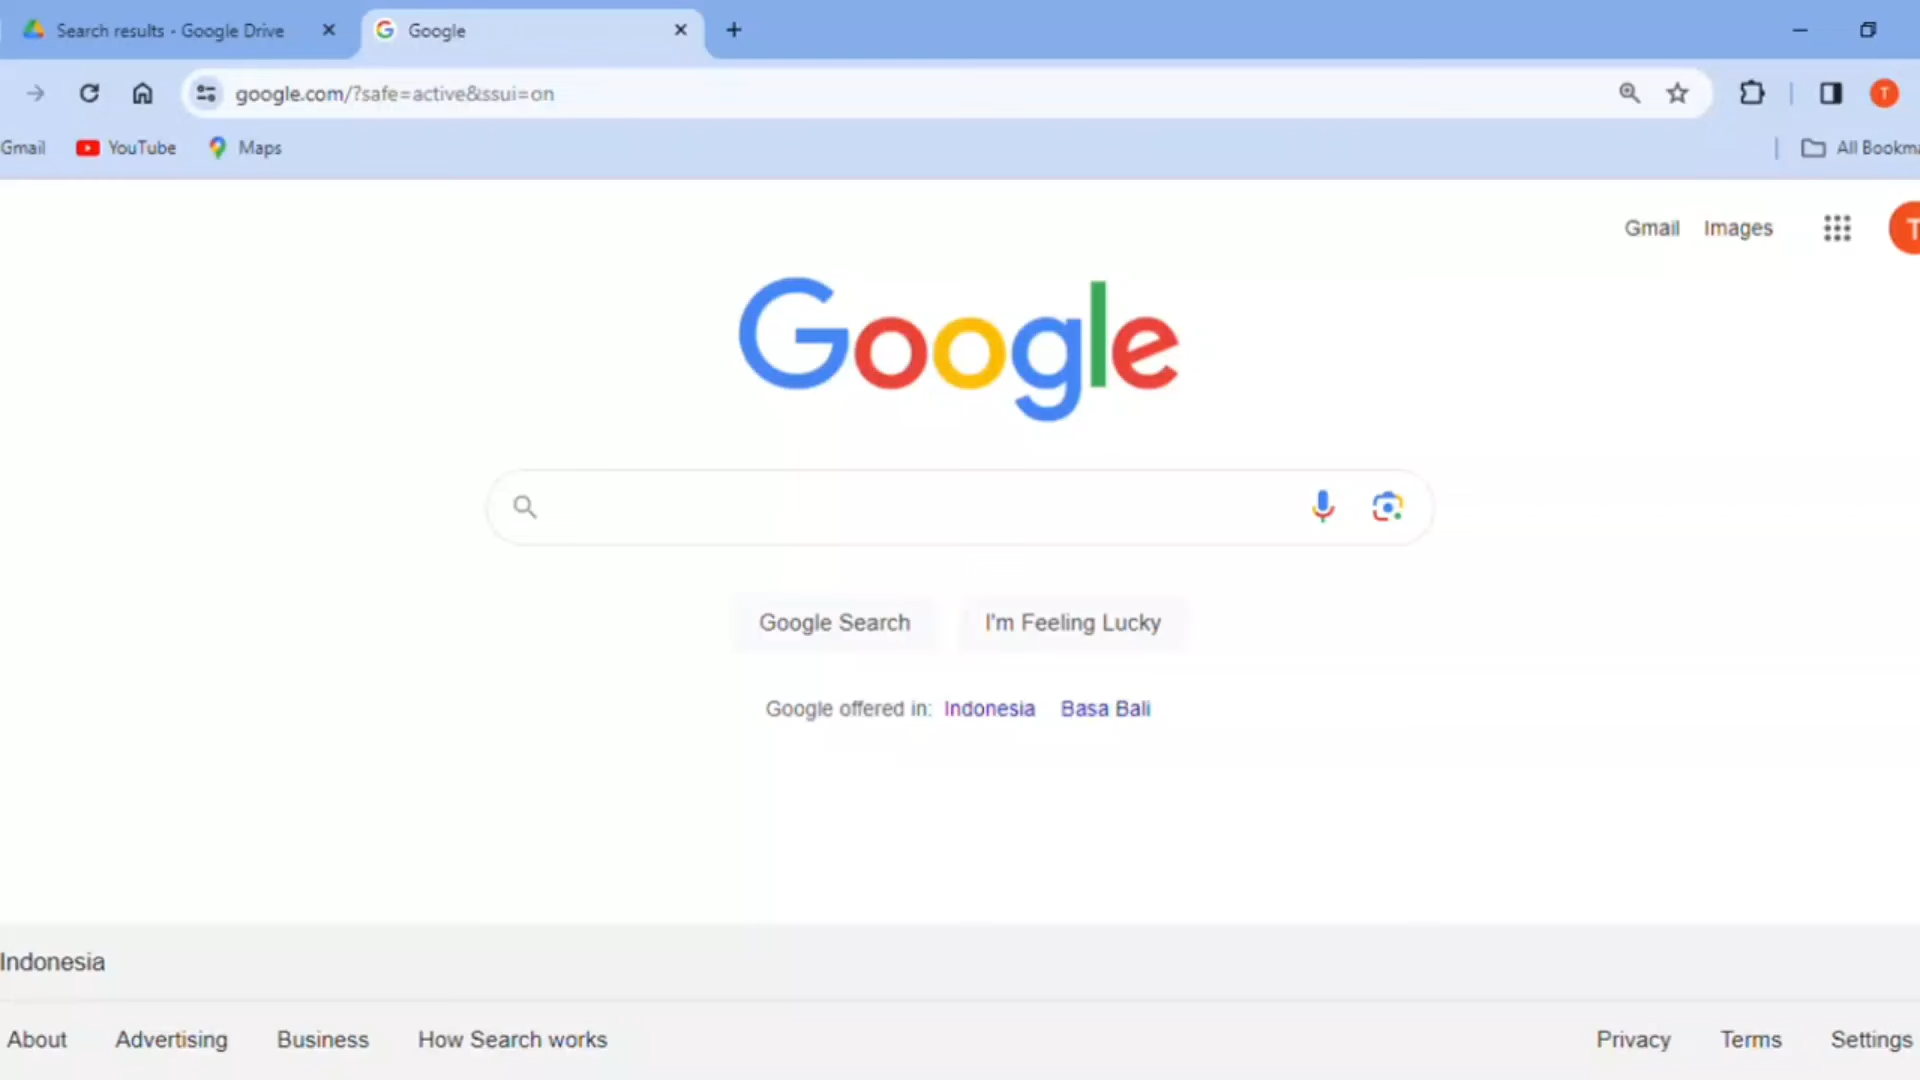 Search results - Google Drive
Google
google.com/?safe=active&ssui=on
T
Gmail YouTube Maps
All Bookma
Gmail Images T
Google
Google Search I'm Feeling Lucky
Google offered in: Indonesia Basa Bali
Indonesia
About Advertising Business How Search works Privacy Terms Settings